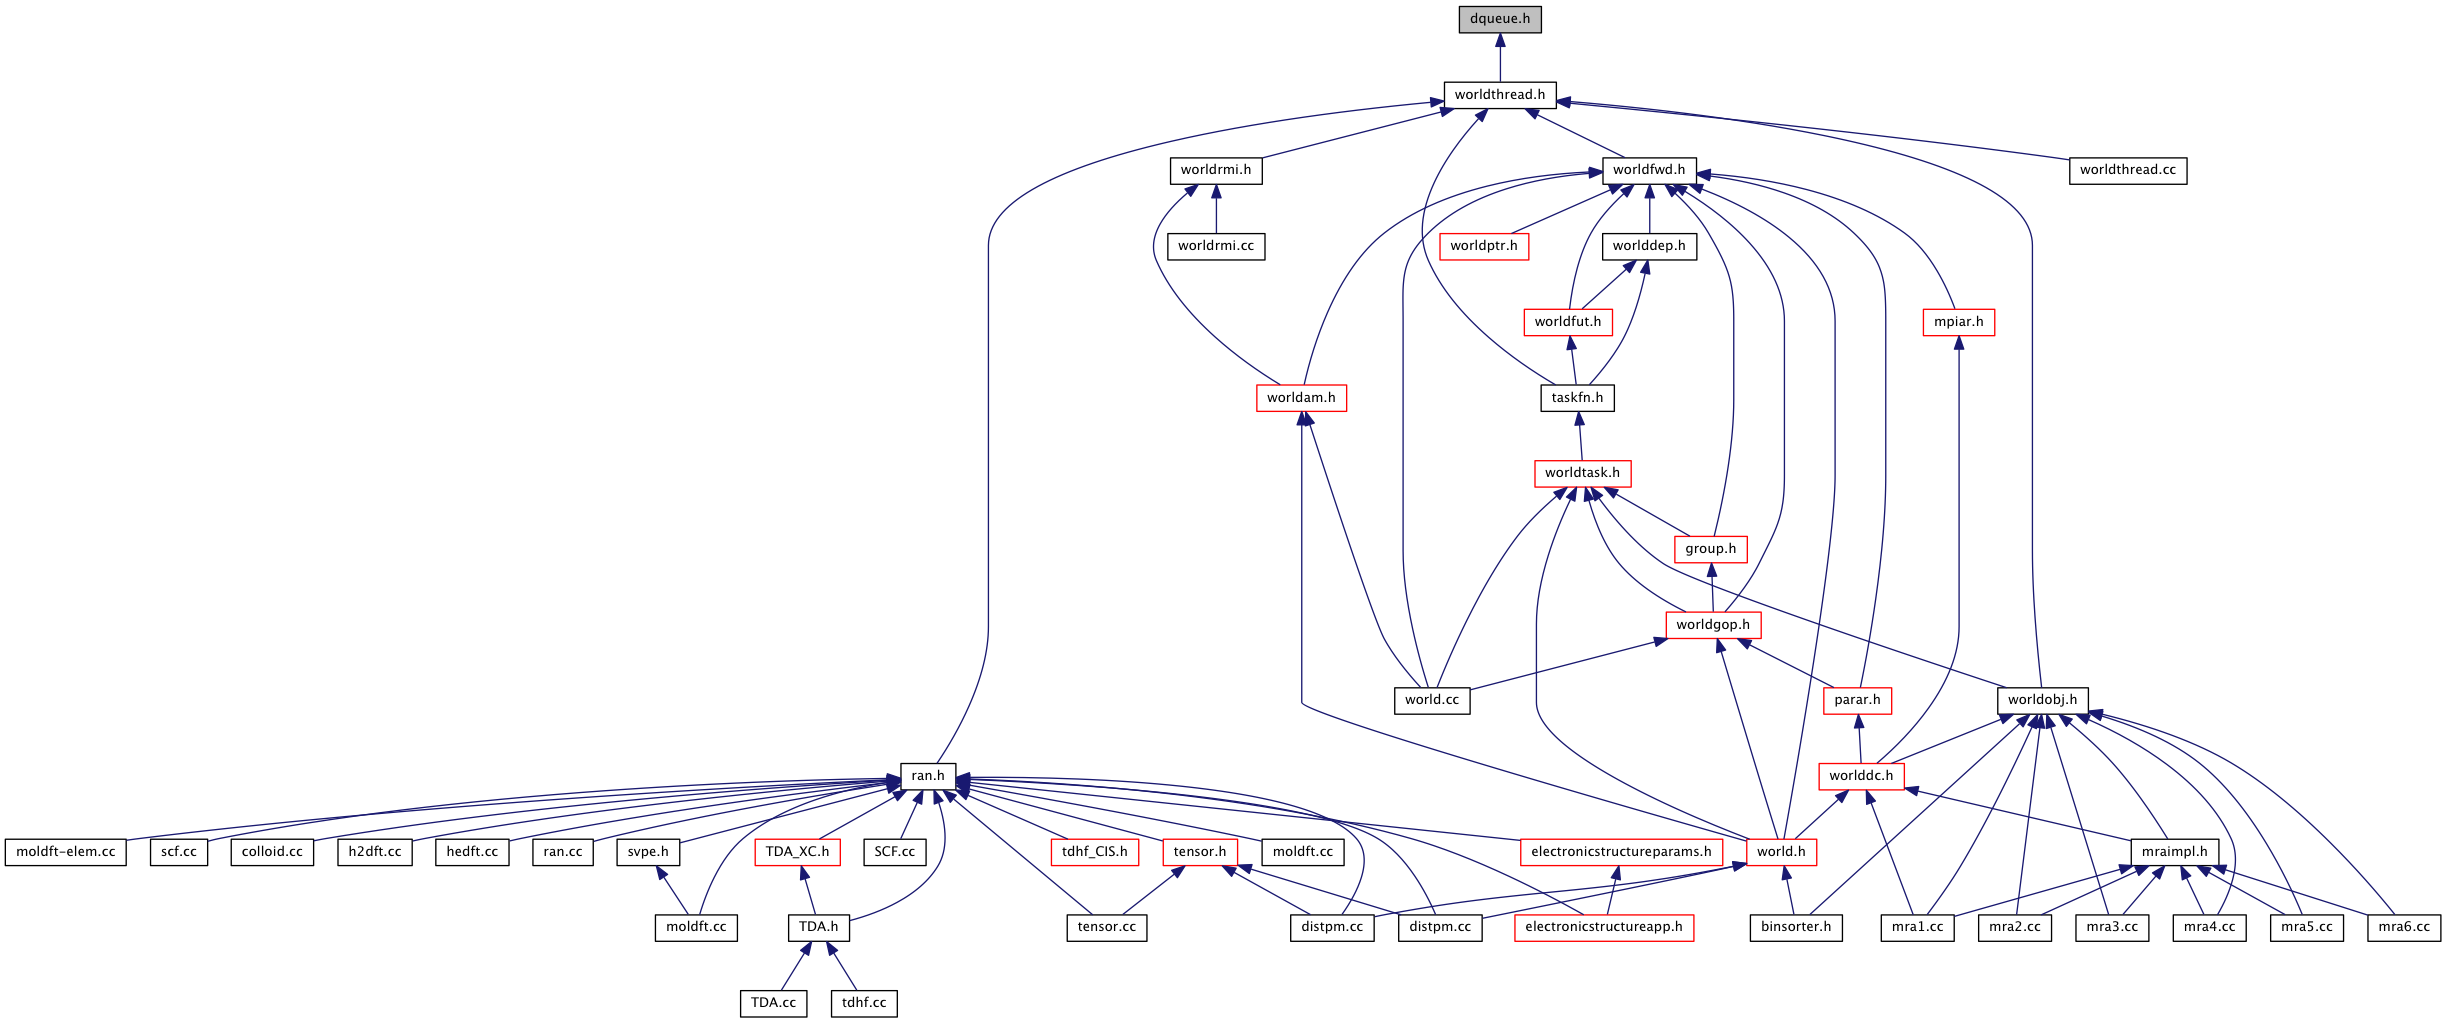 dqueue.h
worldthread.h
worldrmi.h
worldfwd.h
worldthread.cc
worldrmi.cc
worldptr.h
worlddep.h
worldfut.h
mpiar.h
worldam.h
taskfn.h
worldtask.h
group.h
worldgop.h
world.cc
parar.h
worldobj.h
ran.h
worlddc.h
moldft-elem.cc
scf.cc
colloid.cc
h2dft.cc
hedft.cc
ran.cc
svpe.h
TDA_XC.h
SCF.cc
tdhf_CIS.h
tensor.h
moldft.cc
electronicstructureparams.h
world.h
mraimpl.h
moldft.cc
TDA.h
tensor.cc
distpm.cc
distpm.cc
electronicstructureapp.h
binsorter.h
mra1.cc
mra2.cc
mra3.cc
mra4.cc
mra5.cc
mra6.cc
TDA.cc
tdhf.cc